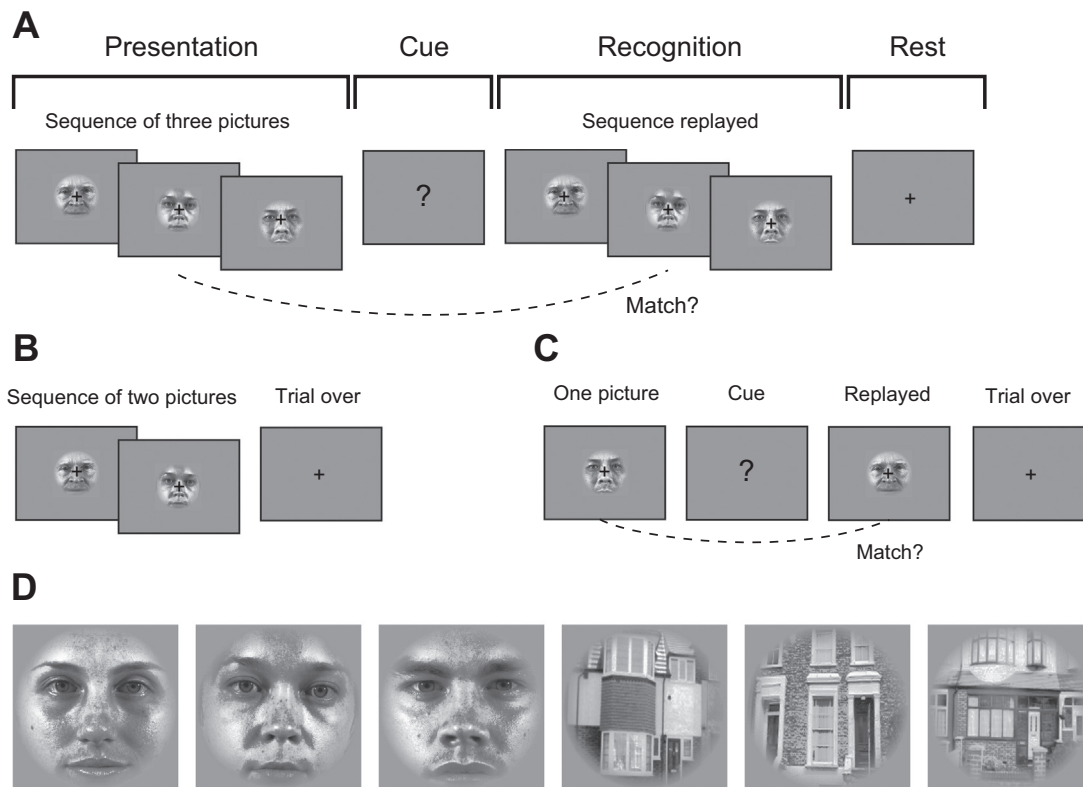 A
Presentation Cue Recognition Rest
Sequence of three pictures Sequence replayed
?
Match?
B C
Sequence of two pictures Trial over One picture Cue Replayed Trial over
?
Match?
D